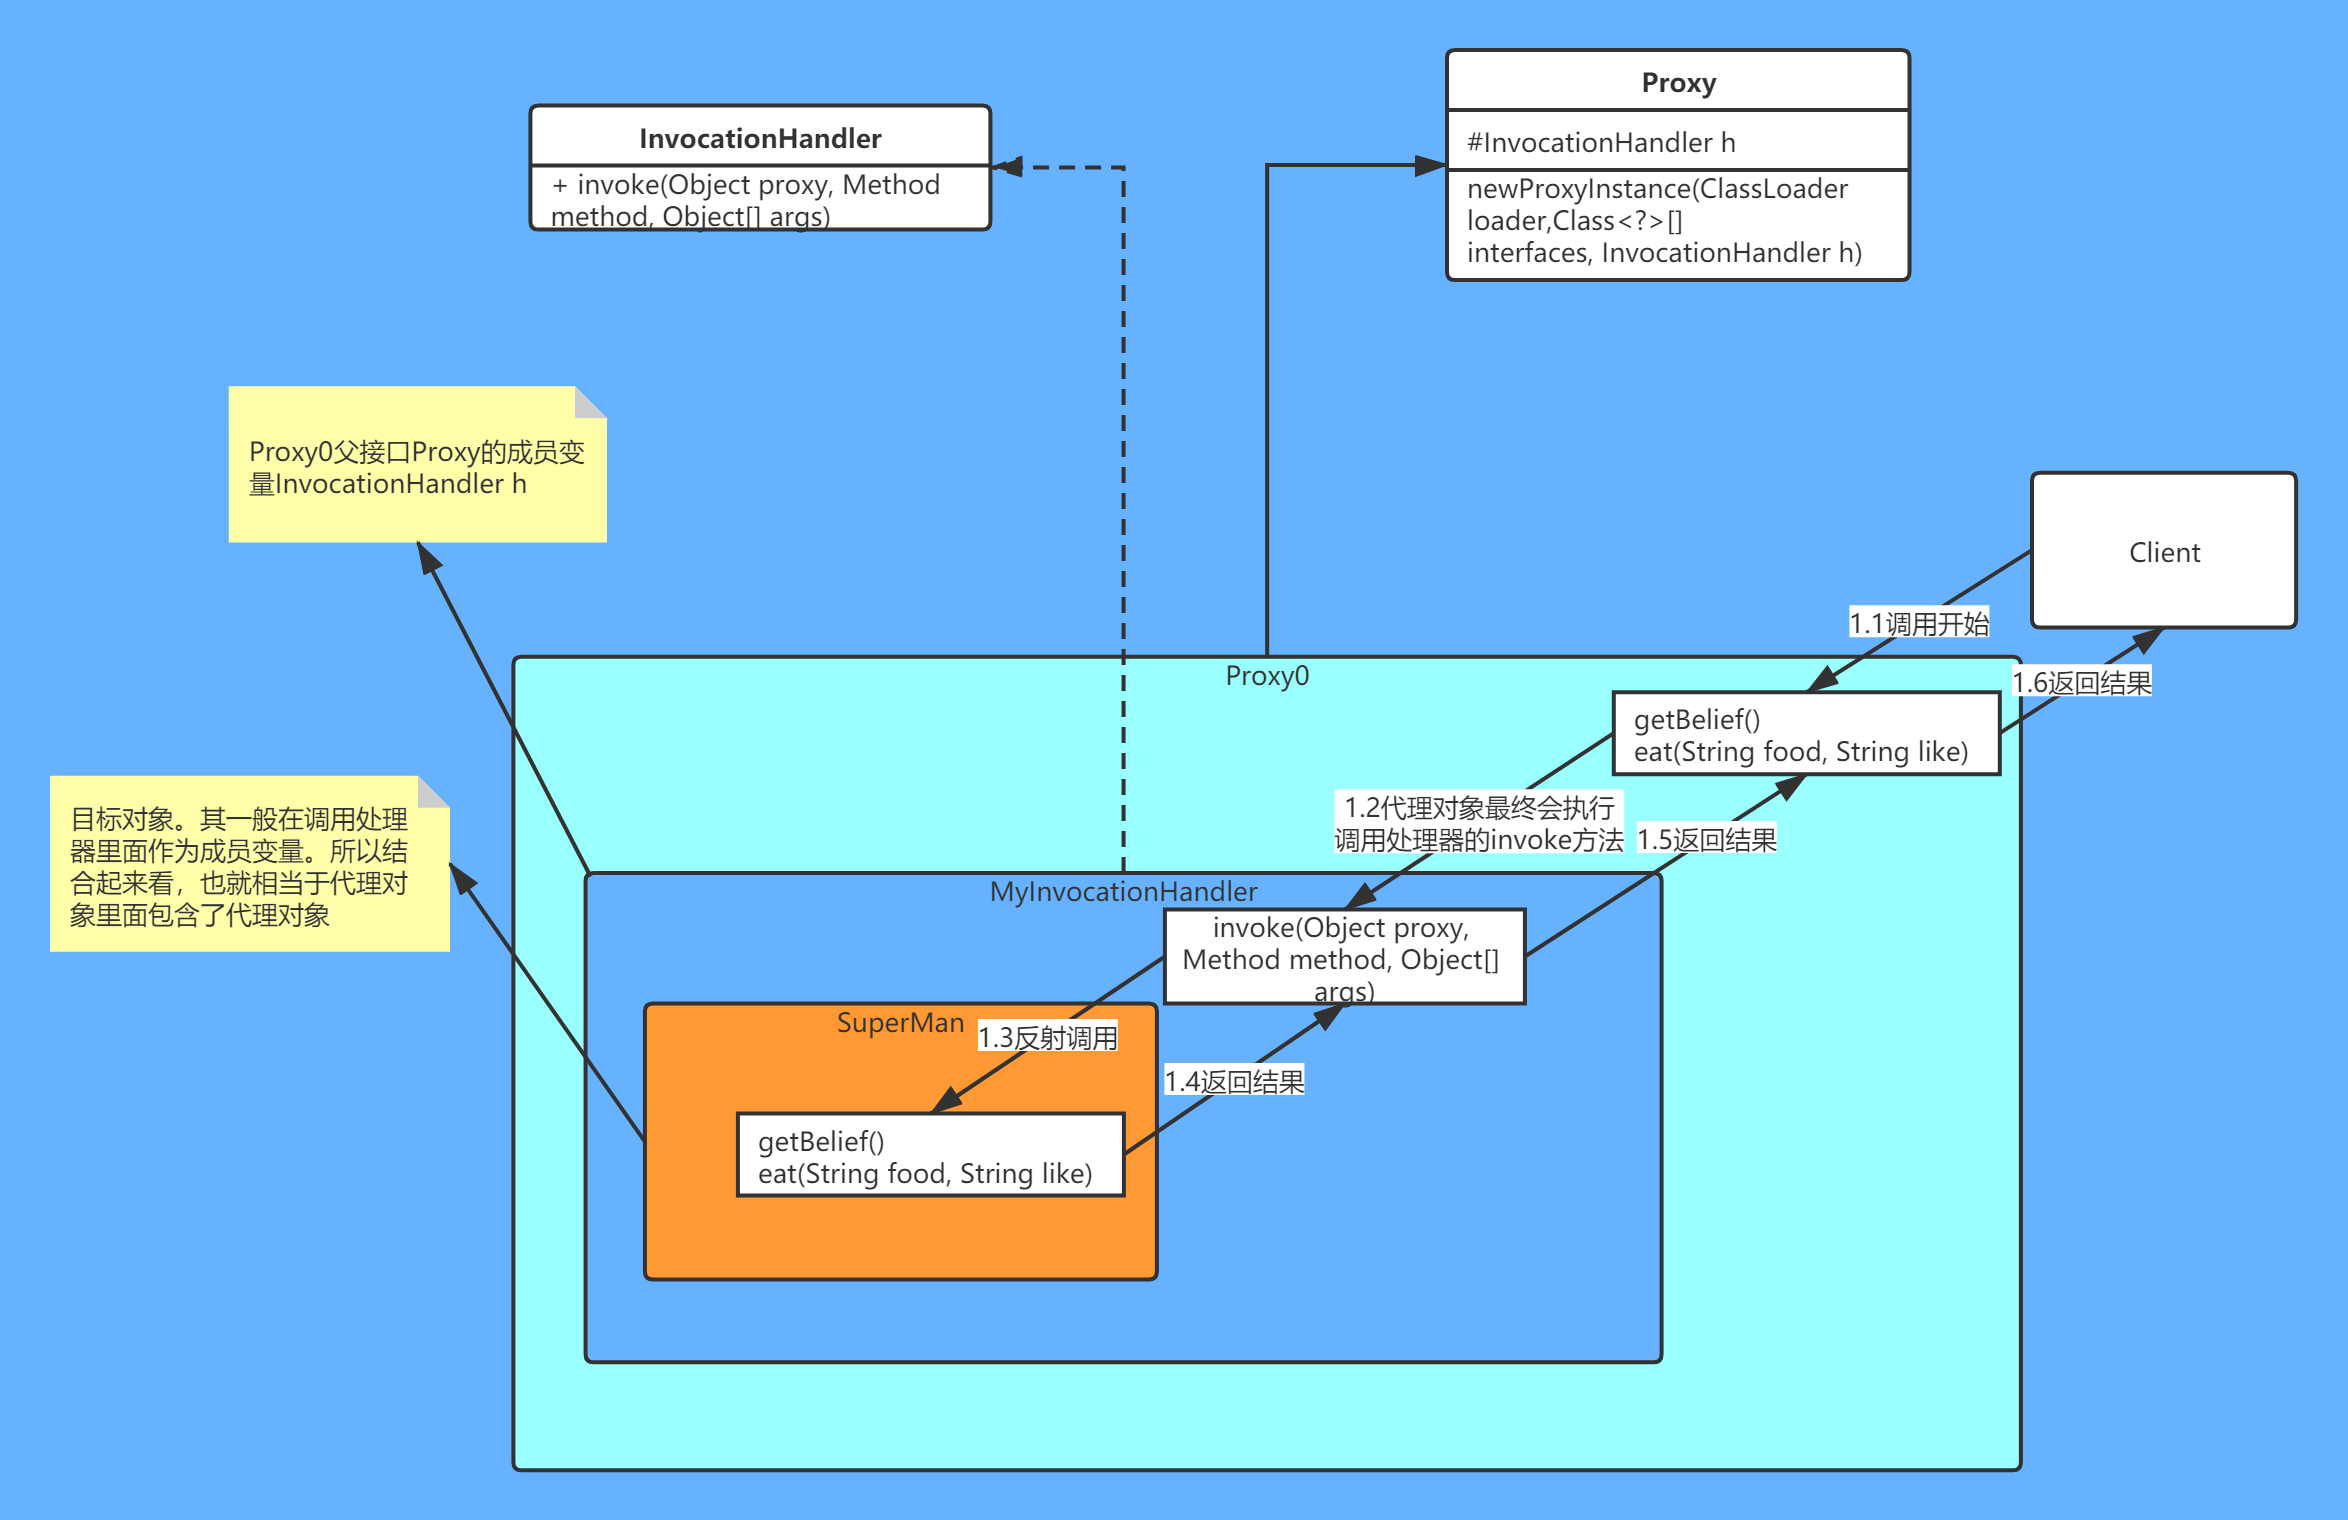 Proxy
#InvocationHandler h
newProxyInstance(ClassLoader
loader,Class<?>[]
interfaces, InvocationHandler h)
InvocationHandler
+ invoke(Object proxy, Method
method, Object[] args)
Proxy0父接口Proxy的成员变
量InvocationHandler h
Client
1.1调用开始
1.6返回结果
Proxy0
getBelief()
eat(String food, String like)
1.2代理对象最终会执行
调用处理器的invoke方法
1.5返回结果
目标对象。其一般在调用处理
器里面作为成员变量。所以结
合起来看，也就相当于代理对
象里面包含了代理对象
MyInvocationHandler
invoke(Object proxy,
Method method, Object[]
args)
SuperMan
1.3反射调用
1.4返回结果
getBelief()
eat(String food, String like)